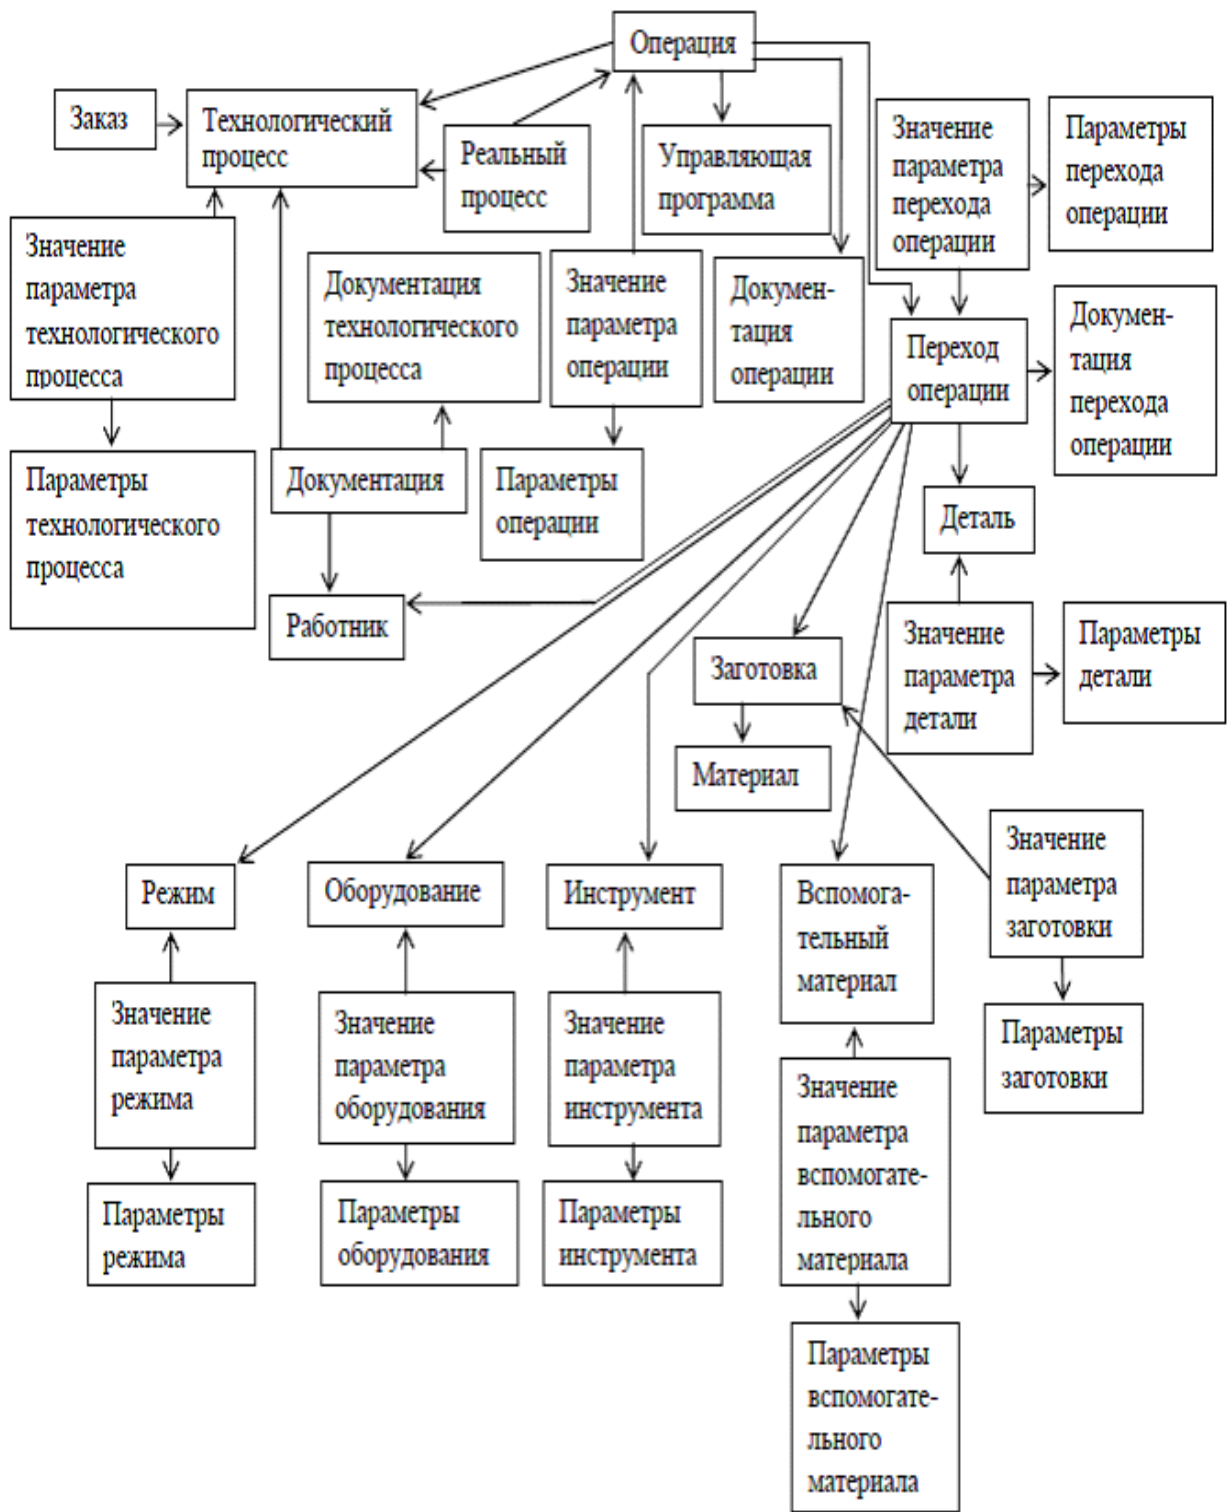 Операция
Заказ
Технологический
процесс
Реальный
процесс
Управляющая
программа
Значение
параметра
перехода
операции
Параметры
перехода
операции
Значение
параметра
технологического
процесса
Документация
технологического
процесса
Значение
параметра
операции
Докумен-
тация
операции
Переход
операции
Докумен-
тация
перехода
операции
Параметры
технологического
процесса
Документация
Параметры
операции
Деталь
Работник
Заготовка
Значение
параметра
детали
Параметры
детали
Материал
Режим
Оборудование
Инструмент
Вспомога-
тельный
материал
Значение
параметра
заготовки
Значение
параметра
режима
Значение
параметра
оборудования
Значение
параметра
инструмента
Значение
параметра
вспомогате-
льного
материала
Параметры
заготовки
Параметры
режима
Параметры
оборудования
Параметры
инструмента
Параметры
вспомогате-
льного
материала